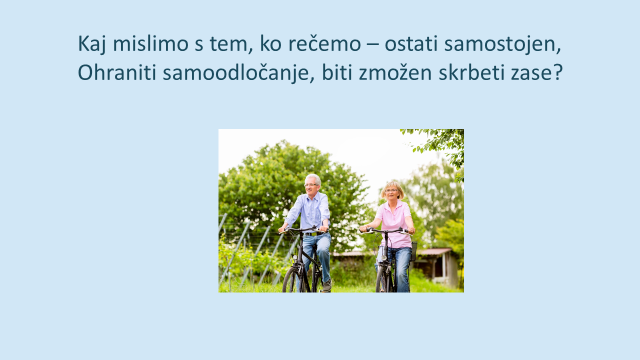 Kaj mislimo s tem, ko rečemo – ostati samostojen,
Ohraniti samoodločanje, biti zmožen skrbeti zase?